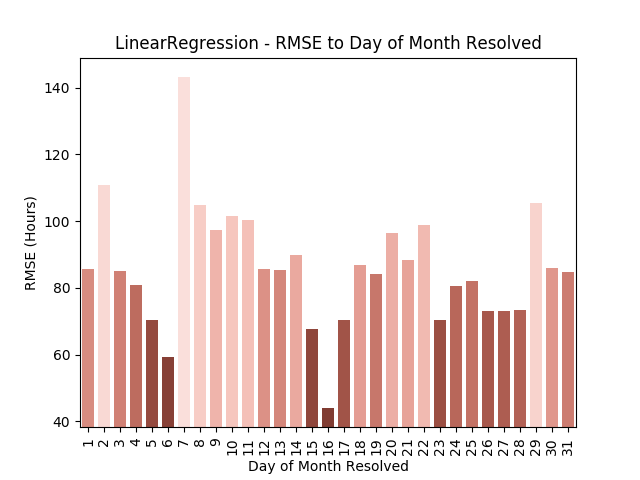 LinearRegression - RMSE to Day of Month Resolved
RMSE (Hours)
140
120
100
80
60
40
1 2 3 4 5 6 7 8 9 10 11 12 13 14 15 16 17 18 19 20 21 22 23 24 25 26 27 28 29 30 31
Day of Month Resolved